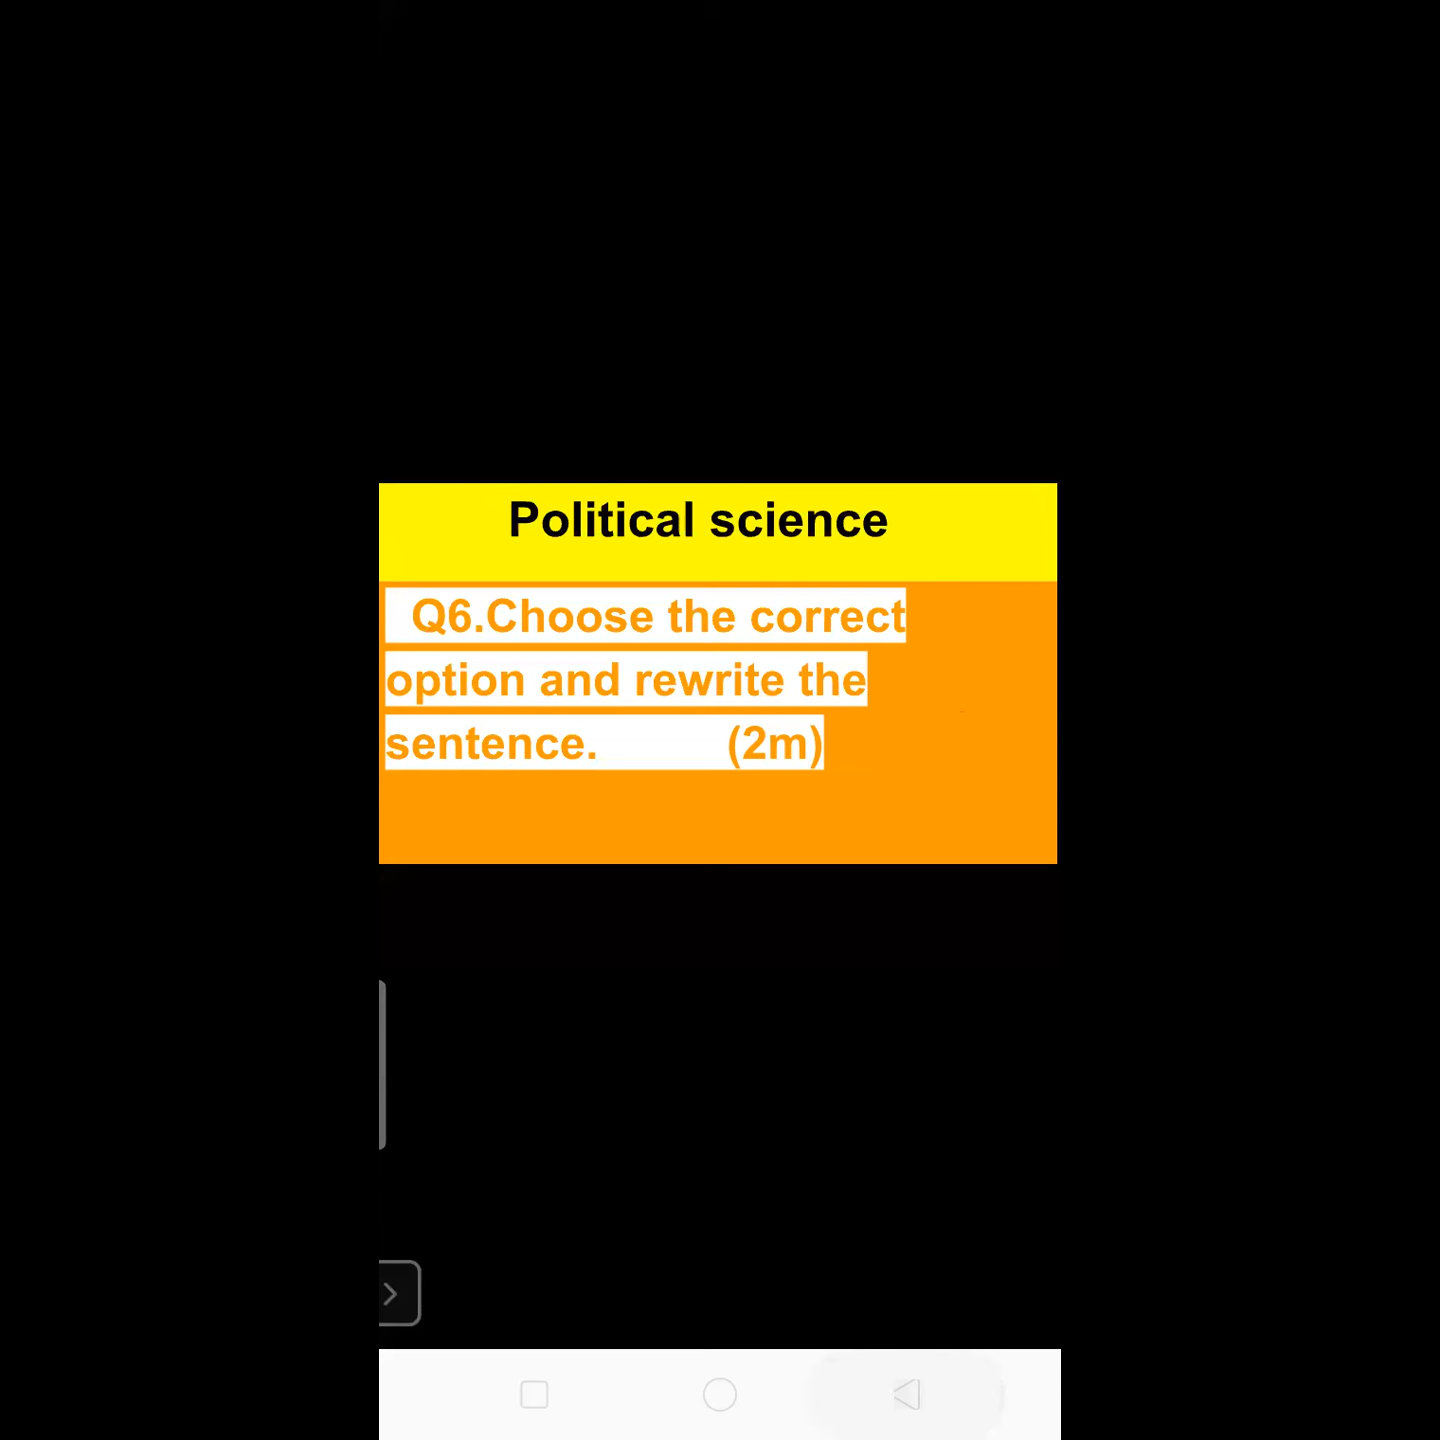 Political science
Q6.Choose the correct
option and rewrite the
sentence. (2m)